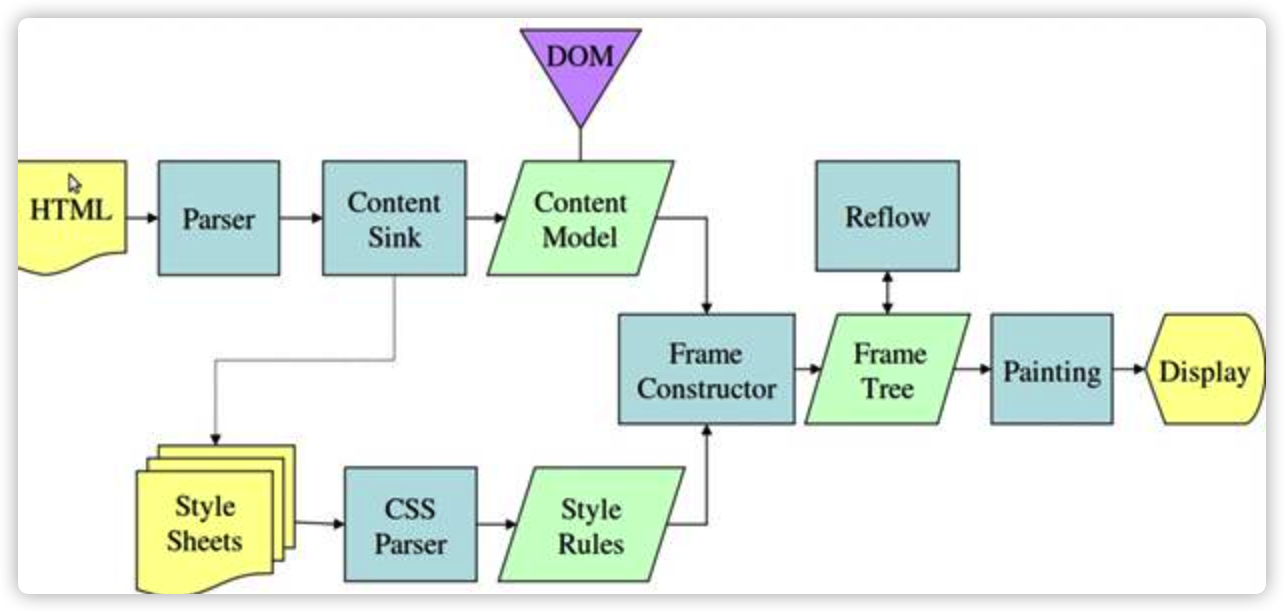 DOM
HTML
Parser
Content
Sink
Content
Model
Reflow
Frame
Constructor
Frame
Tree
Painting
Display
Style
Sheets
CSS
Parser
Style
Rules